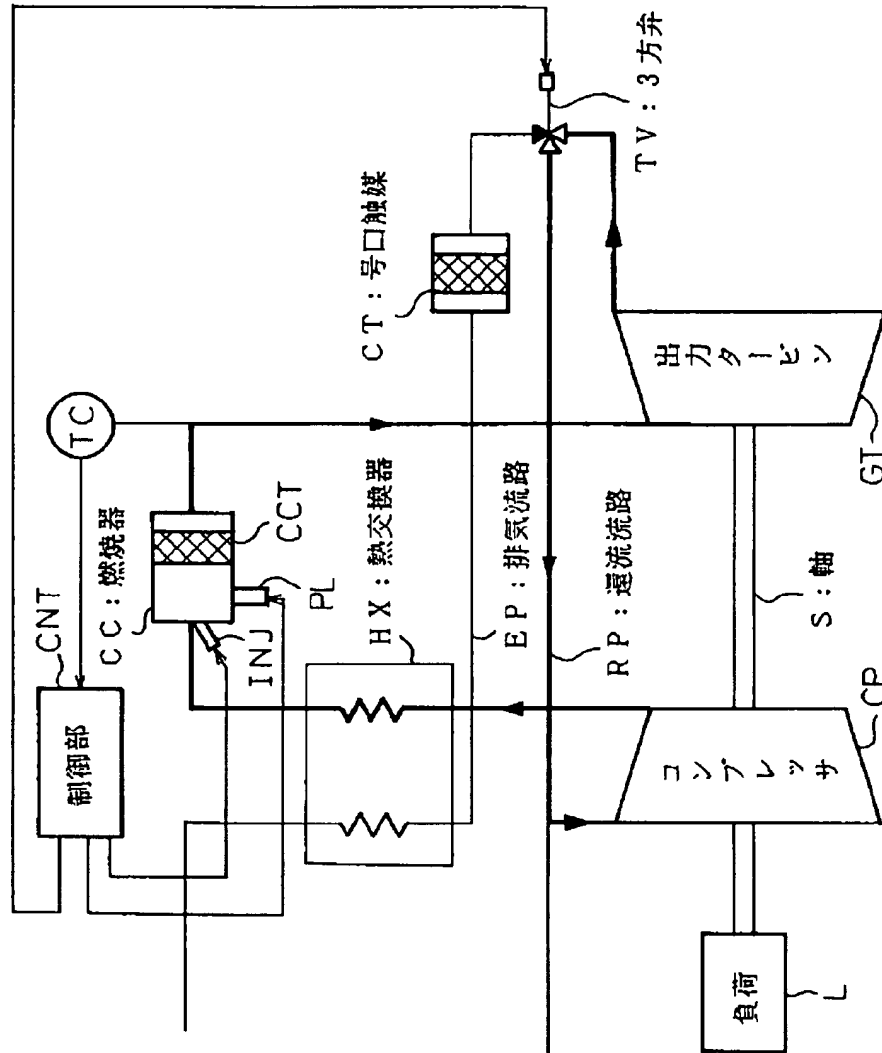 TC
CNT
制御部
CC：燃焼器
CCT
PL
INJ
HX：熱交換器
CT：号口触媒
TV：3方弁
EP：排気流路
RP：還流流路
出力タービン
GT
S：軸
コンプレッサ
CP
負荷
L